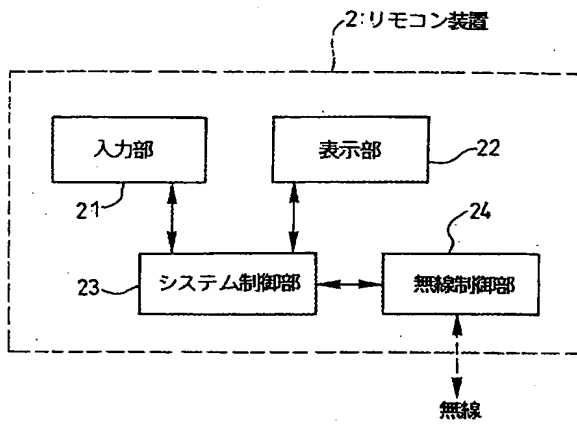 2:リモコン装置
入力部
表示部
22
21
24
23
システム制御部
無線制御部
無線